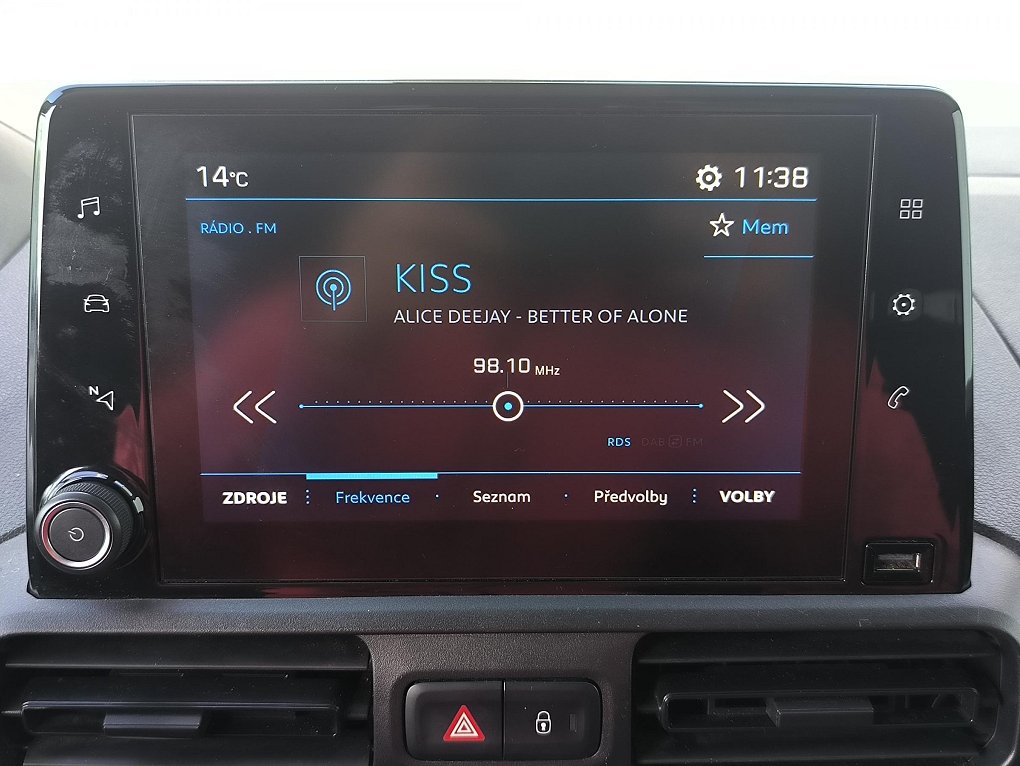 14°C
11:38
RÁDIO . FM
Mem
KISS
ALICE DEEJAY - BETTER OF ALONE
N
98.10 MHz
RDS DAB FM
ZDROJE Frekvence Seznam Předvolby VOLBY